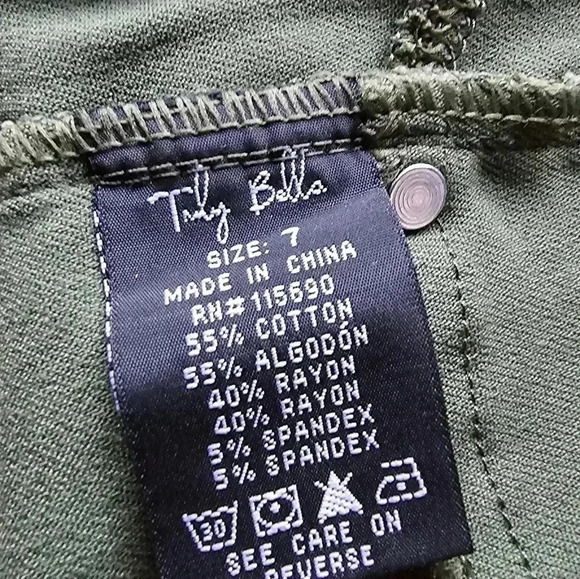 Truly Bella
SIZE: 7
MADE IN CHINA
RN#115690
55% COTTON
55% ALGODÓN
40% RAYON
40% RAYON
5% SPANDEX
5% SPANDEX
30
SEE CARE ON
REVERSE